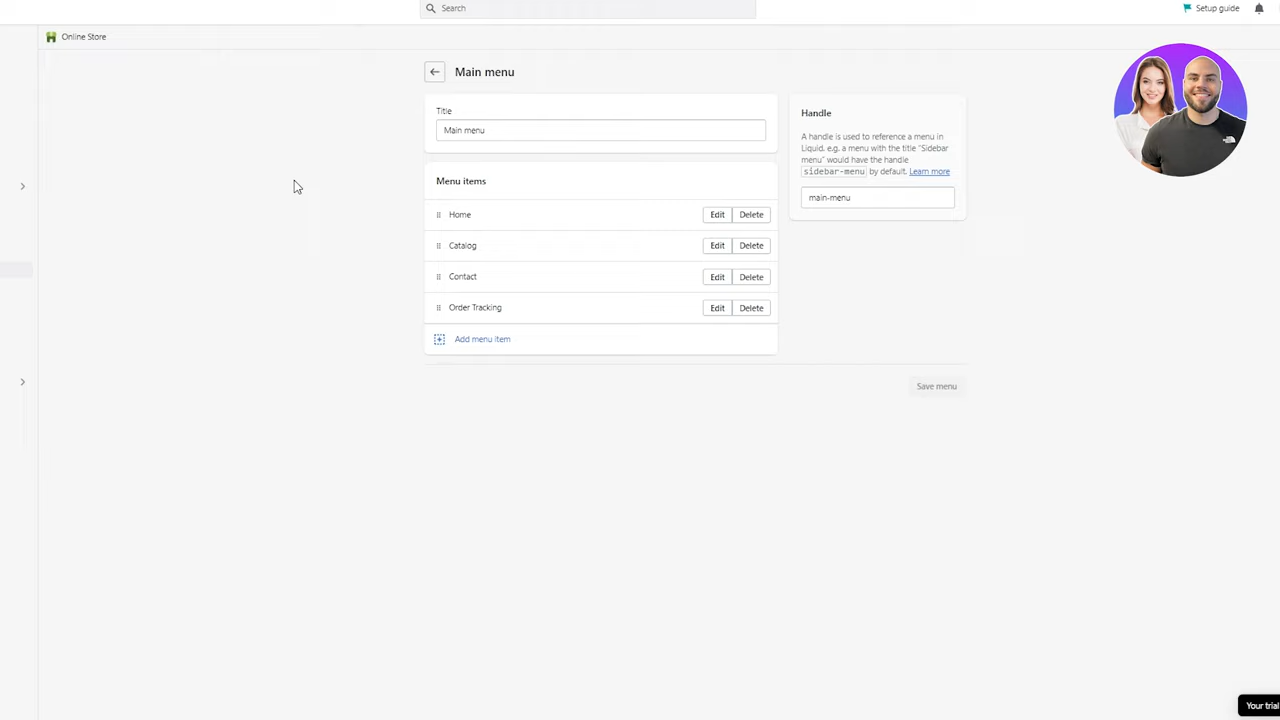 Search
Setup guide
Online Store
Main menu
Title
Main menu
Handle
A handle is used to reference a menu in
Liquid. e.g. a menu with the title "Sidebar
menu" would have the handle
sidebar-menu by default. Learn more
main-menu
Menu items
Home Edit Delete
Catalog Edit Delete
Contact Edit Delete
Order Tracking Edit Delete
Add menu item
Save menu
Your trial